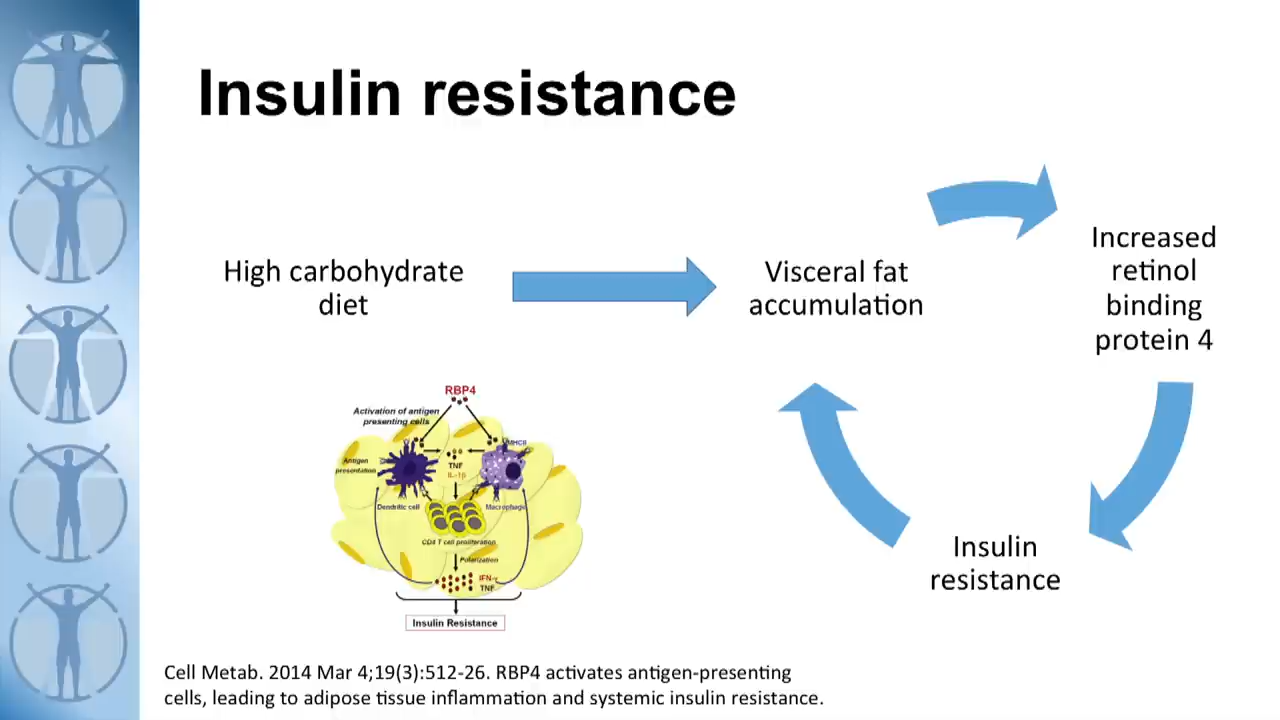 Insulin resistance
High carbohydrate
diet
Visceral fat
accumulation
Increased
retinol
binding
protein 4
Insulin
resistance
RBP4
Activation of antigen
presenting cells
MHCII
Antigen
presentation
TNF
IL-1β
Dendritic cell
Macrophage
CD4 T cell proliferation
Polarization
IFN-γ
TNF
Insulin Resistance
Cell Metab. 2014 Mar 4;19(3):512-26. RBP4 activates antigen-presenting
cells, leading to adipose tissue inflammation and systemic insulin resistance.